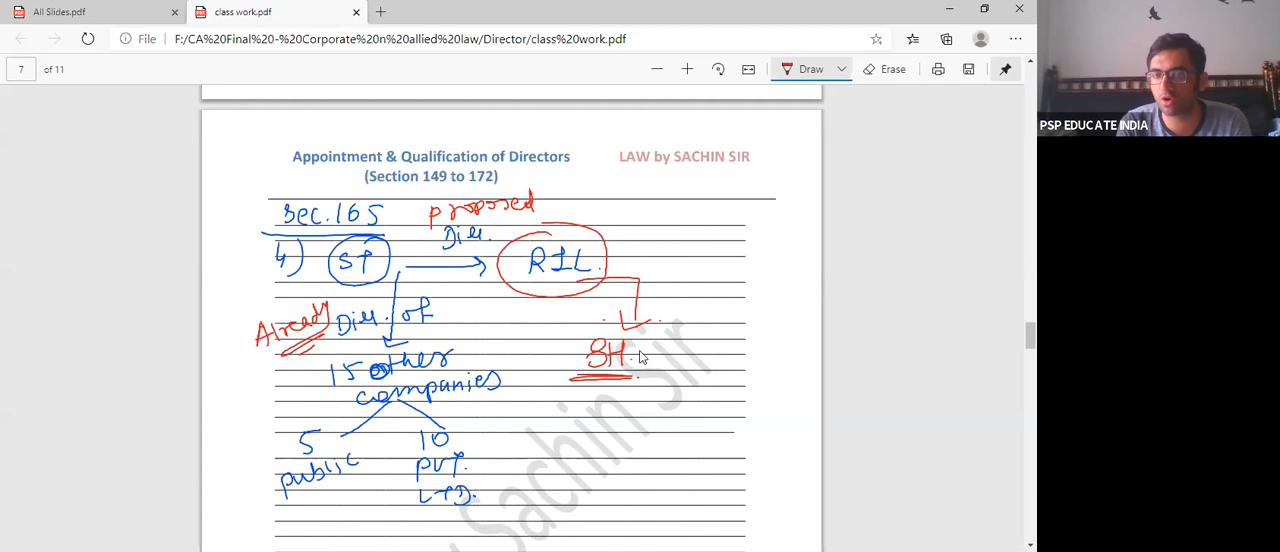 All Slides.pdf
class work.pdf
File F:/CA%20Final%20-%20Corporate%20n%20allied%20law/Director/class%20work.pdf
7 of 11
Draw
Erase
PSP EDUCATE INDIA
Appointment & Qualification of Directors
(Section 149 to 172)
LAW by SACHIN SIR
Sec. 165
proposed
Dir.
4)
RIL.
Already
Dir. of
15 other
companies
SH.
5
public
10
PVT.
LTD.
Sachin Sir